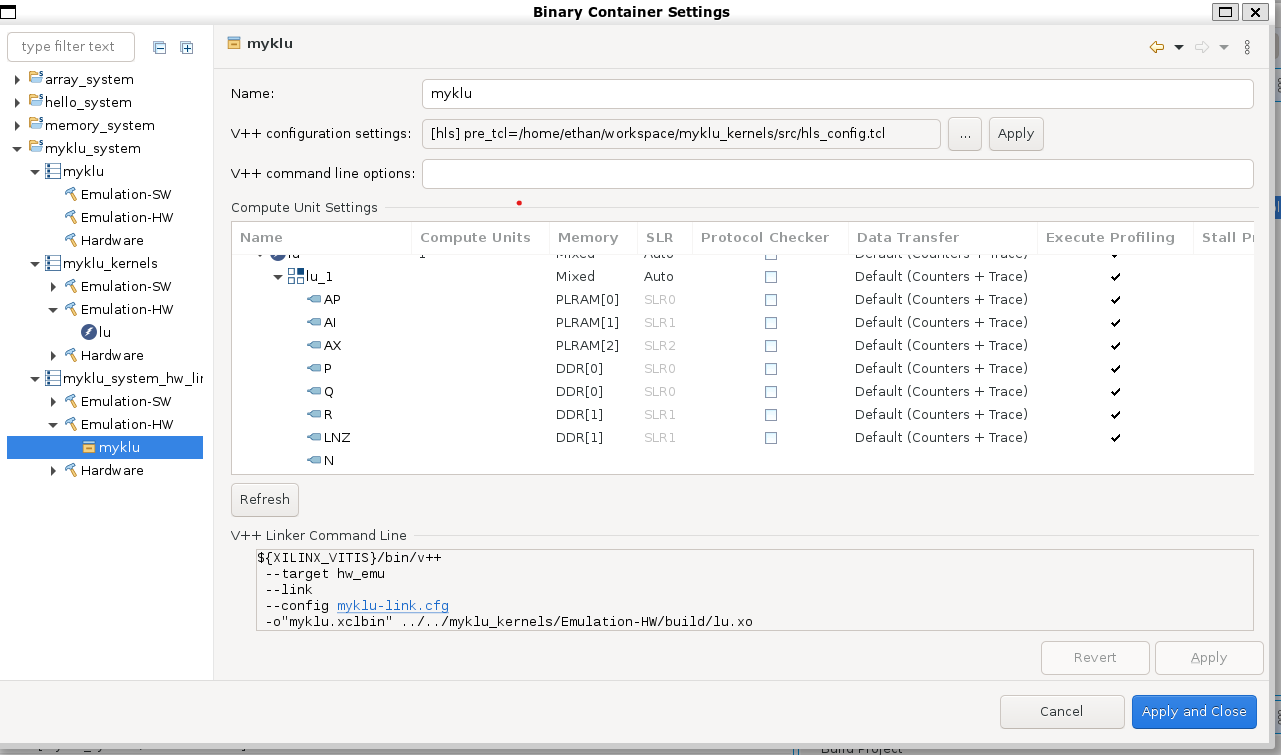 Binary Container Settings
type filter text
array_system
hello_system
memory_system
myklu_system
myklu
Emulation-SW
Emulation-HW
Hardware
myklu_kernels
Emulation-SW
Emulation-HW
lu
Hardware
myklu_system_hw_lin
Emulation-SW
Emulation-HW
myklu
Hardware
myklu
Name: myklu
V++ configuration settings: [hls] pre_tcl=/home/ethan/workspace/myklu_kernels/src/hls_config.tcl ... Apply
V++ command line options:
Compute Unit Settings
Name Compute Units Memory SLR Protocol Checker Data Transfer Execute Profiling Stall Pr
lu 1 Mixed Auto Default (Counters + Trace)
lu_1 Mixed Auto Default (Counters + Trace)
AP PLRAM[0] SLR0 Default (Counters + Trace)
AI PLRAM[1] SLR1 Default (Counters + Trace)
AX PLRAM[2] SLR2 Default (Counters + Trace)
P DDR[0] SLR0 Default (Counters + Trace)
Q DDR[0] SLR0 Default (Counters + Trace)
R DDR[1] SLR1 Default (Counters + Trace)
LNZ DDR[1] SLR1 Default (Counters + Trace)
N
Refresh
V++ Linker Command Line
${XILINX_VITIS}/bin/v++
--target hw_emu
--link
--config myklu-link.cfg
-o"myklu.xclbin" ../../myklu_kernels/Emulation-HW/build/lu.xo
Revert Apply
Cancel Apply and Close
Build Project